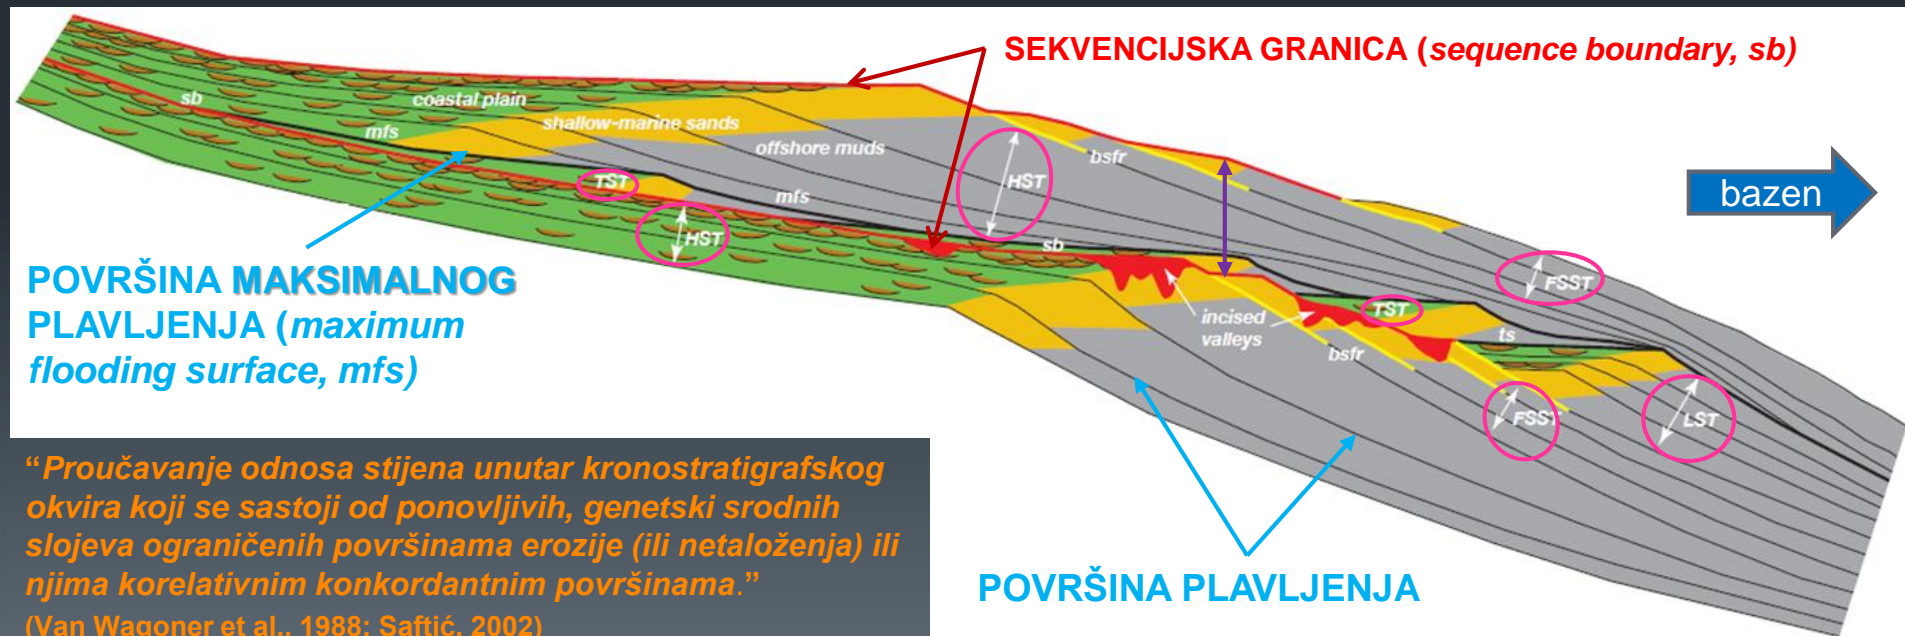 SEKVENCIJSKA GRANICA (sequence boundary, sb)
sb
coastal plain
mfs
shallow-marine sands
offshore muds
bsfr
HST
TST
mfs
HST
sb
bazen
FSST
TST
incised
valleys
bsfr
ts
FSST
LST
POVRŠINA MAKSIMALNOG
PLAVLJENJA (maximum
flooding surface, mfs)
POVRŠINA PLAVLJENJA
“Proučavanje odnosa stijena unutar kronostratigrafskog
okvira koji se sastoji od ponovljivih, genetski srodnih
slojeva ograničenih površinama erozije (ili netaloženja) ili
njima korelativnim konkordantnim površinama.”
(Van Wagoner et al., 1988; Saftić, 2002)